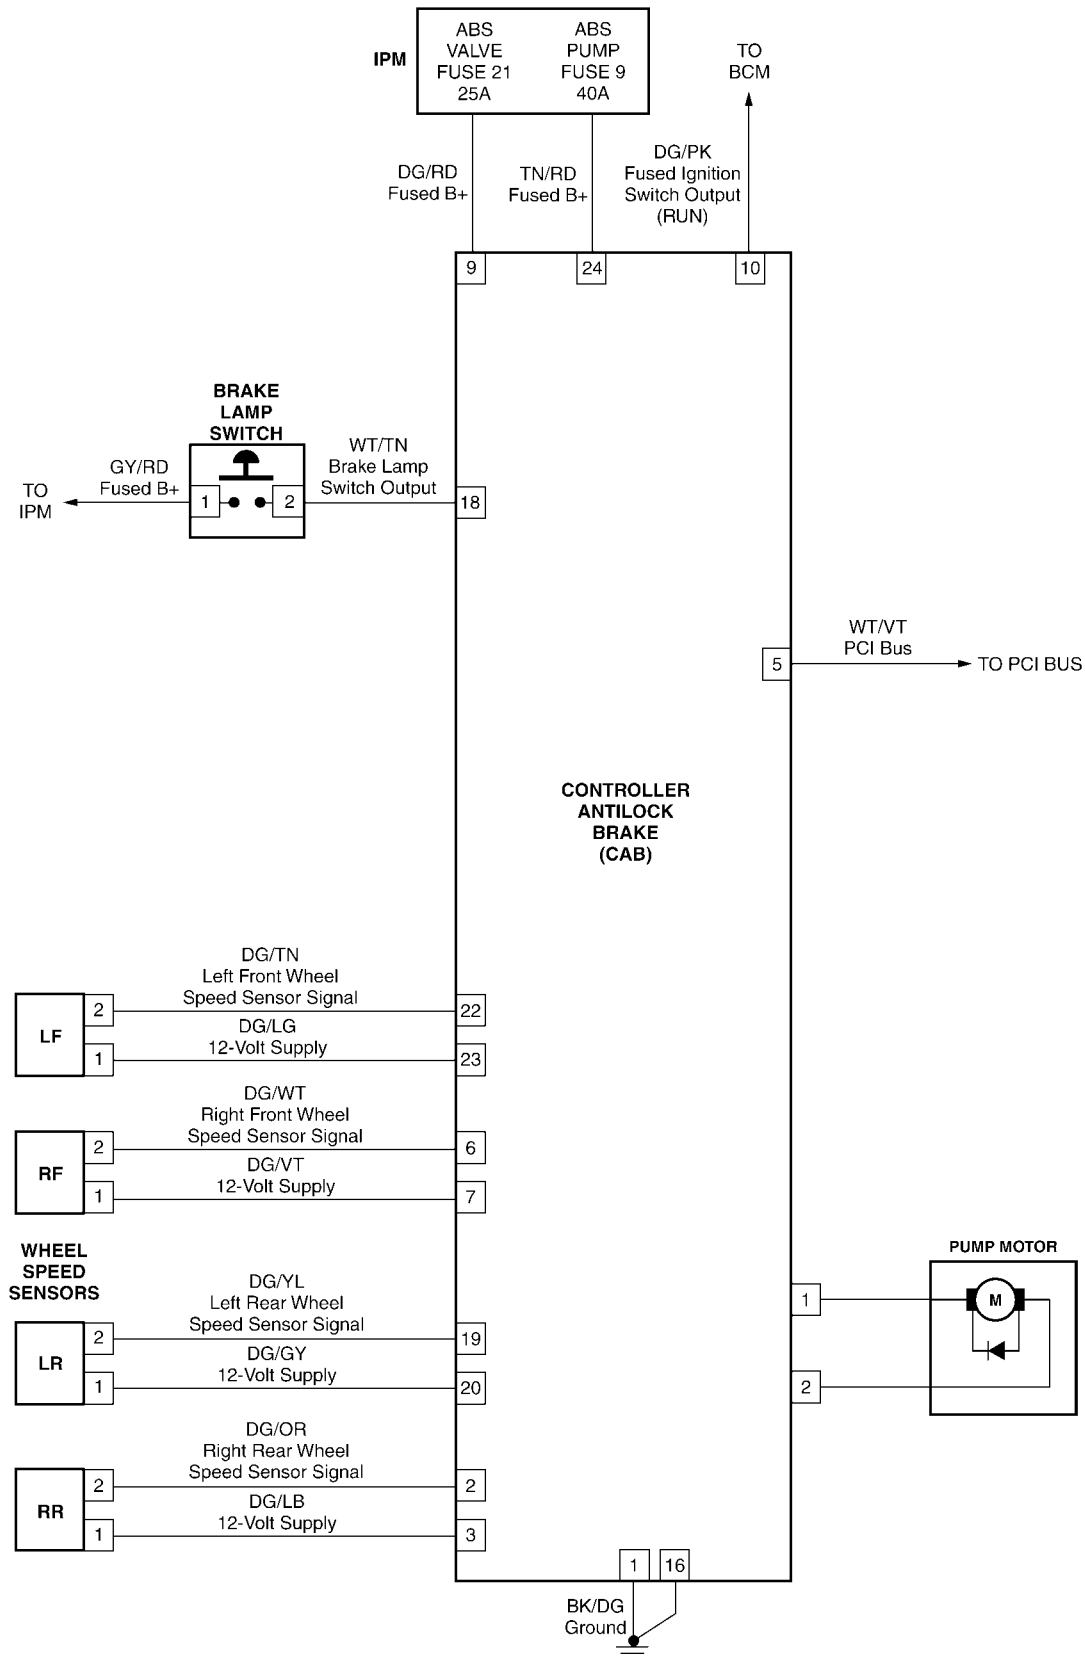 IPM
ABS
VALVE
FUSE 21
25A
ABS
PUMP
FUSE 9
40A
TO
BCM
DG/RD
Fused B+
TN/RD
Fused B+
DG/PK
Fused Ignition
Switch Output
(RUN)
9
24
10
BRAKE
LAMP
SWITCH
TO
IPM
GY/RD
Fused B+
1
2
WT/TN
Brake Lamp
Switch Output
18
5
WT/VT
PCI Bus
TO PCI BUS
CONTROLLER
ANTILOCK
BRAKE
(CAB)
LF
2
1
DG/TN
Left Front Wheel
Speed Sensor Signal
DG/LG
12-Volt Supply
22
23
RF
2
1
DG/WT
Right Front Wheel
Speed Sensor Signal
DG/VT
12-Volt Supply
6
7
WHEEL
SPEED
SENSORS
LR
2
1
DG/YL
Left Rear Wheel
Speed Sensor Signal
DG/GY
12-Volt Supply
19
20
RR
2
1
DG/OR
Right Rear Wheel
Speed Sensor Signal
DG/LB
12-Volt Supply
2
3
PUMP MOTOR
1
M
2
1
16
BK/DG
Ground